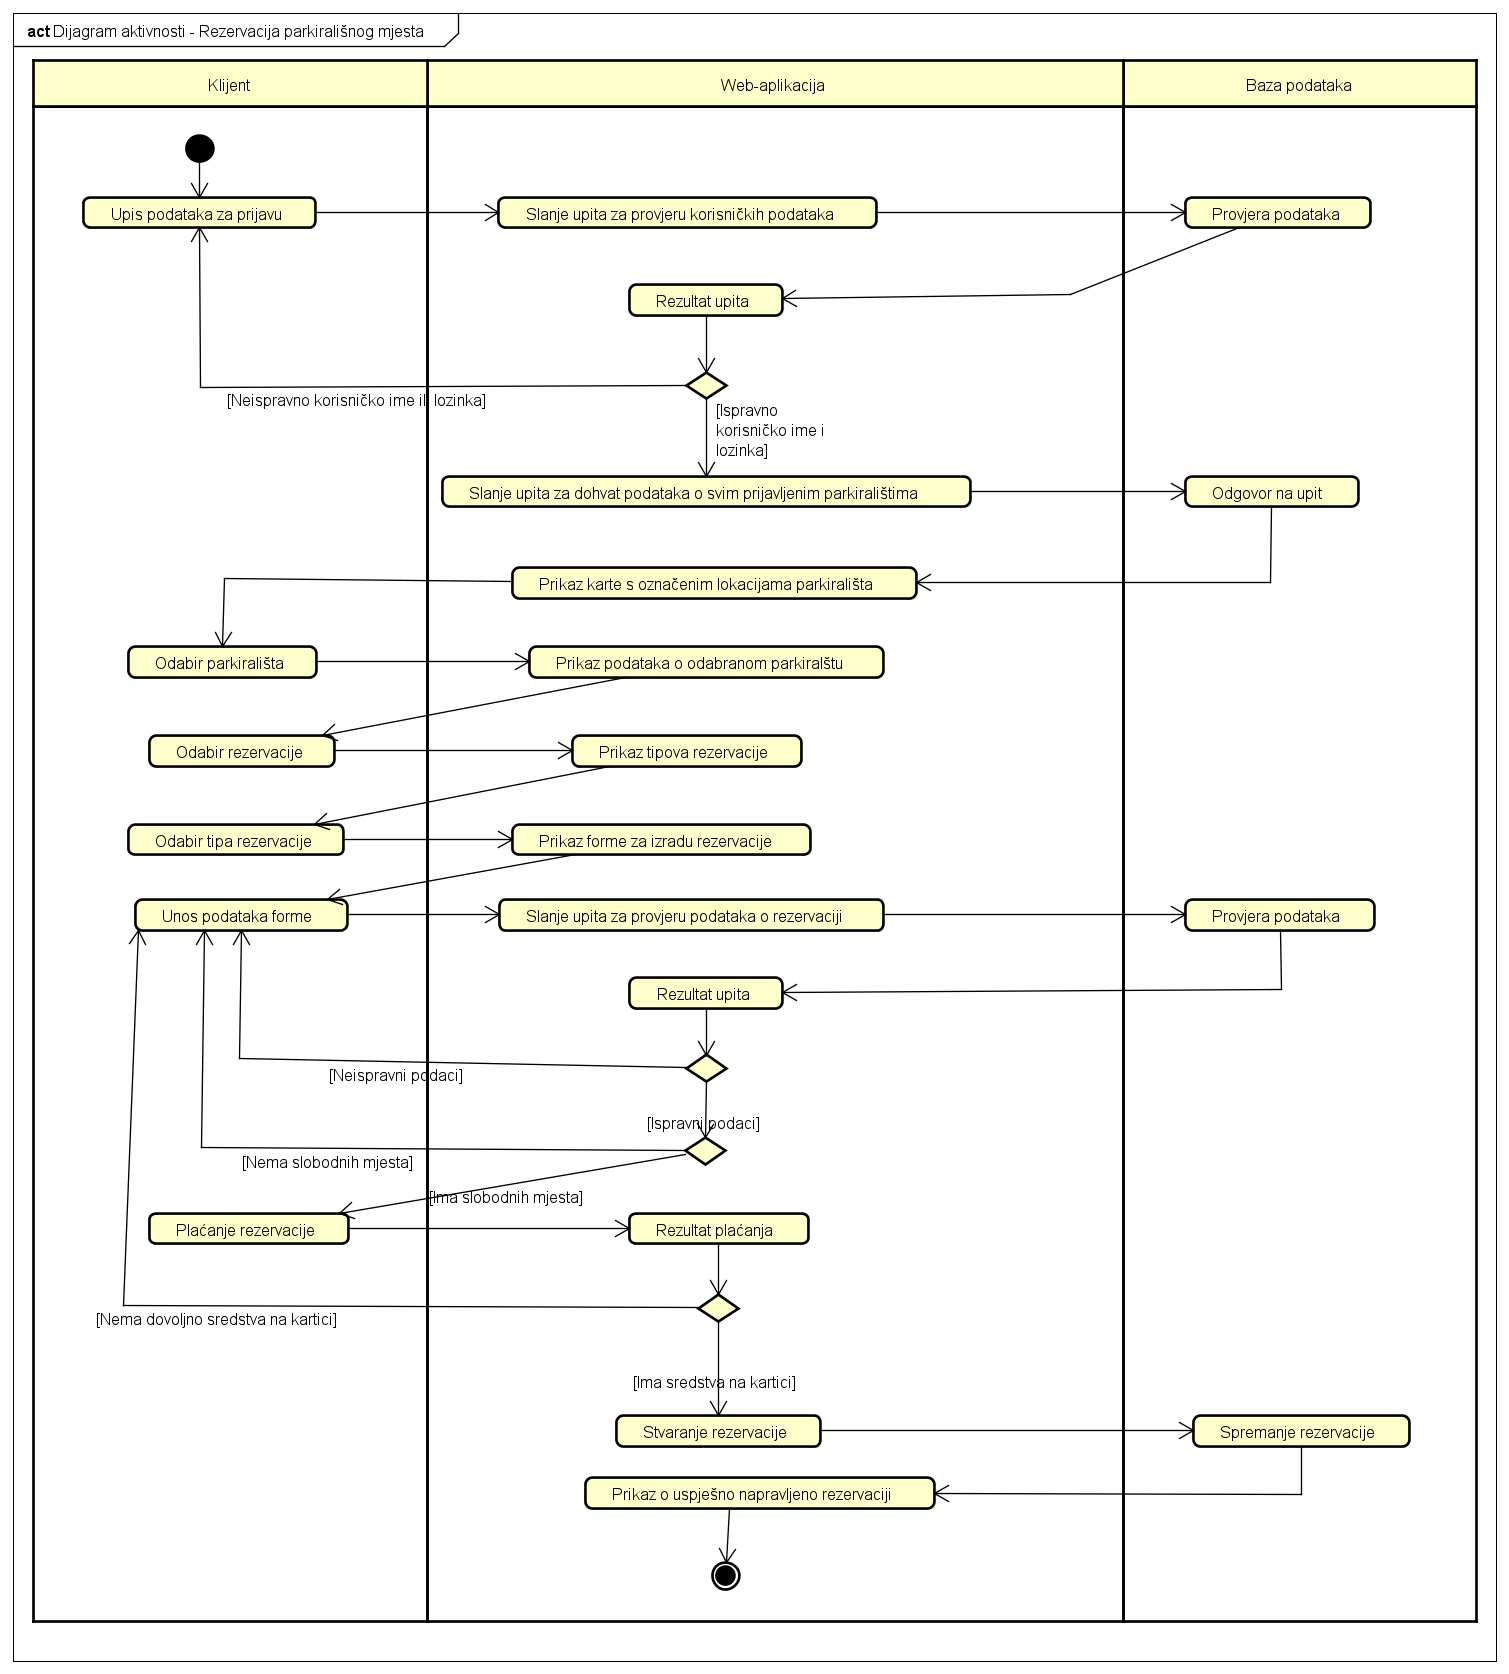 act Dijagram aktivnosti - Rezervacija parkirališnog mjesta
Klijent
Web-aplikacija
Baza podataka
Upis podataka za prijavu
Slanje upita za provjeru korisničkih podataka
Provjera podataka
Rezultat upita
[Neispravno korisničko ime ili lozinka]
[Ispravno
korisničko ime i
lozinka]
Slanje upita za dohvat podataka o svim prijavljenim parkiralištima
Odgovor na upit
Prikaz karte s označenim lokacijama parkirališta
Odabir parkirališta
Prikaz podataka o odabranom parkiralštu
Odabir rezervacije
Prikaz tipova rezervacije
Odabir tipa rezervacije
Prikaz forme za izradu rezervacije
Unos podataka forme
Slanje upita za provjeru podataka o rezervaciji
Provjera podataka
Rezultat upita
[Neispravni podaci]
[Ispravni podaci]
[Nema slobodnih mjesta]
[Ima slobodnih mjesta]
Plaćanje rezervacije
Rezultat plaćanja
[Nema dovoljno sredstva na kartici]
[Ima sredstva na kartici]
Stvaranje rezervacije
Spremanje rezervacije
Prikaz o uspješno napravljeno rezervaciji